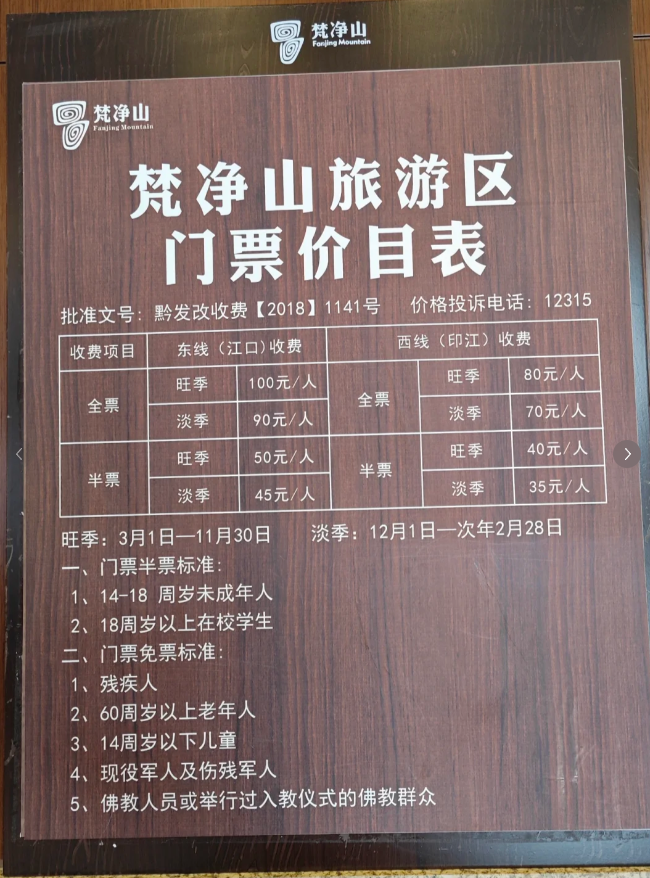 梵净山
Fanjing Mountain
梵净山
Fanjing Mountain
梵净山旅游区
门票价目表
批准文号：黔发改收费【2018】1141号 价格投诉电话：12315
收费项目 东线（江口）收费 西线（印江）收费
全票 旺季 100元/人 全票 旺季 80元/人
淡季 90元/人 淡季 70元/人
半票 旺季 50元/人 半票 旺季 40元/人
淡季 45元/人 淡季 35元/人
旺季：3月1日—11月30日 淡季：12月1日—次年2月28日
一、门票半票标准：
1、14-18 周岁未成年人
2、18周岁以上在校学生
二、门票免票标准：
1、残疾人
2、60周岁以上老年人
3、14周岁以下儿童
4、现役军人及伤残军人
5、佛教人员或举行过入教仪式的佛教群众